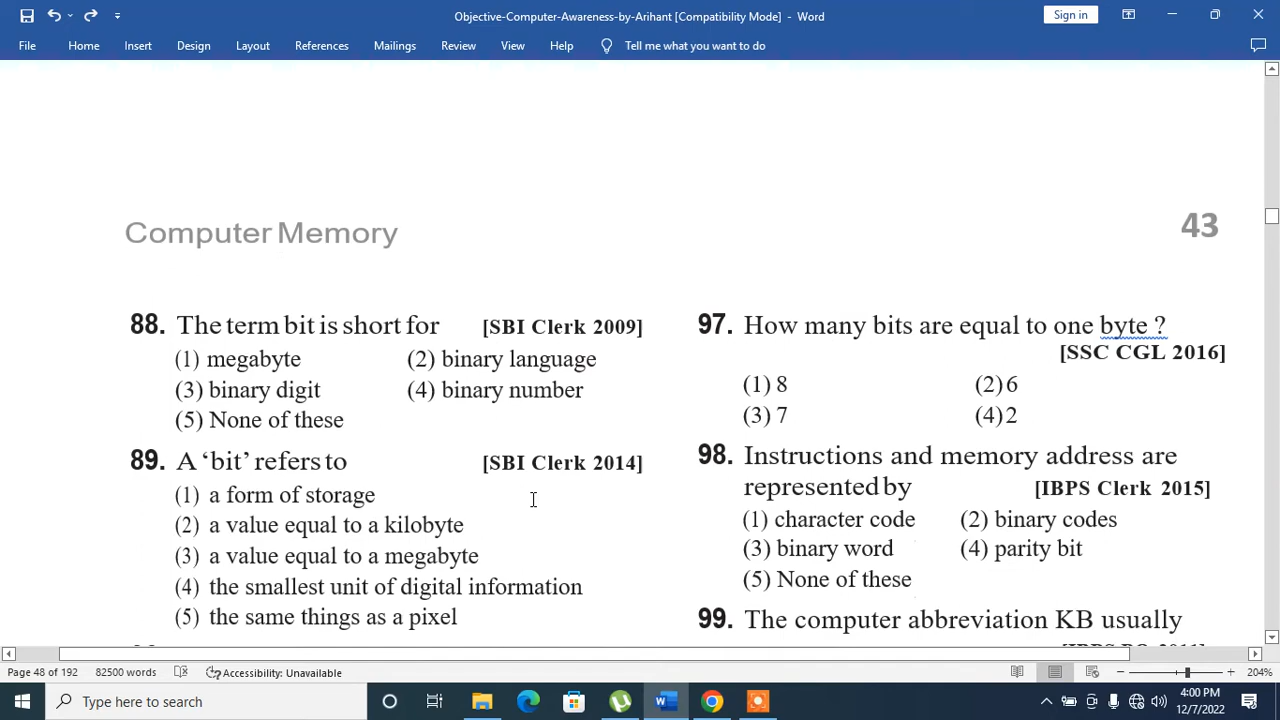 Objective-Computer-Awareness-by-Arihant [Compatibility Mode] - Word
Sign in
File Home Insert Design Layout References Mailings Review View Help Tell me what you want to do
Computer Memory
43
88. The term bit is short for [SBI Clerk 2009]
(1) megabyte (2) binary language
(3) binary digit (4) binary number
(5) None of these
89. A ‘bit’ refers to [SBI Clerk 2014]
(1) a form of storage
(2) a value equal to a kilobyte
(3) a value equal to a megabyte
(4) the smallest unit of digital information
(5) the same things as a pixel
97. How many bits are equal to one byte ?
[SSC CGL 2016]
(1) 8 (2) 6
(3) 7 (4) 2
98. Instructions and memory address are
represented by [IBPS Clerk 2015]
(1) character code (2) binary codes
(3) binary word (4) parity bit
(5) None of these
99. The computer abbreviation KB usually
Page 48 of 192 82500 words Accessibility: Unavailable 204%
Type here to search
4:00 PM
12/7/2022